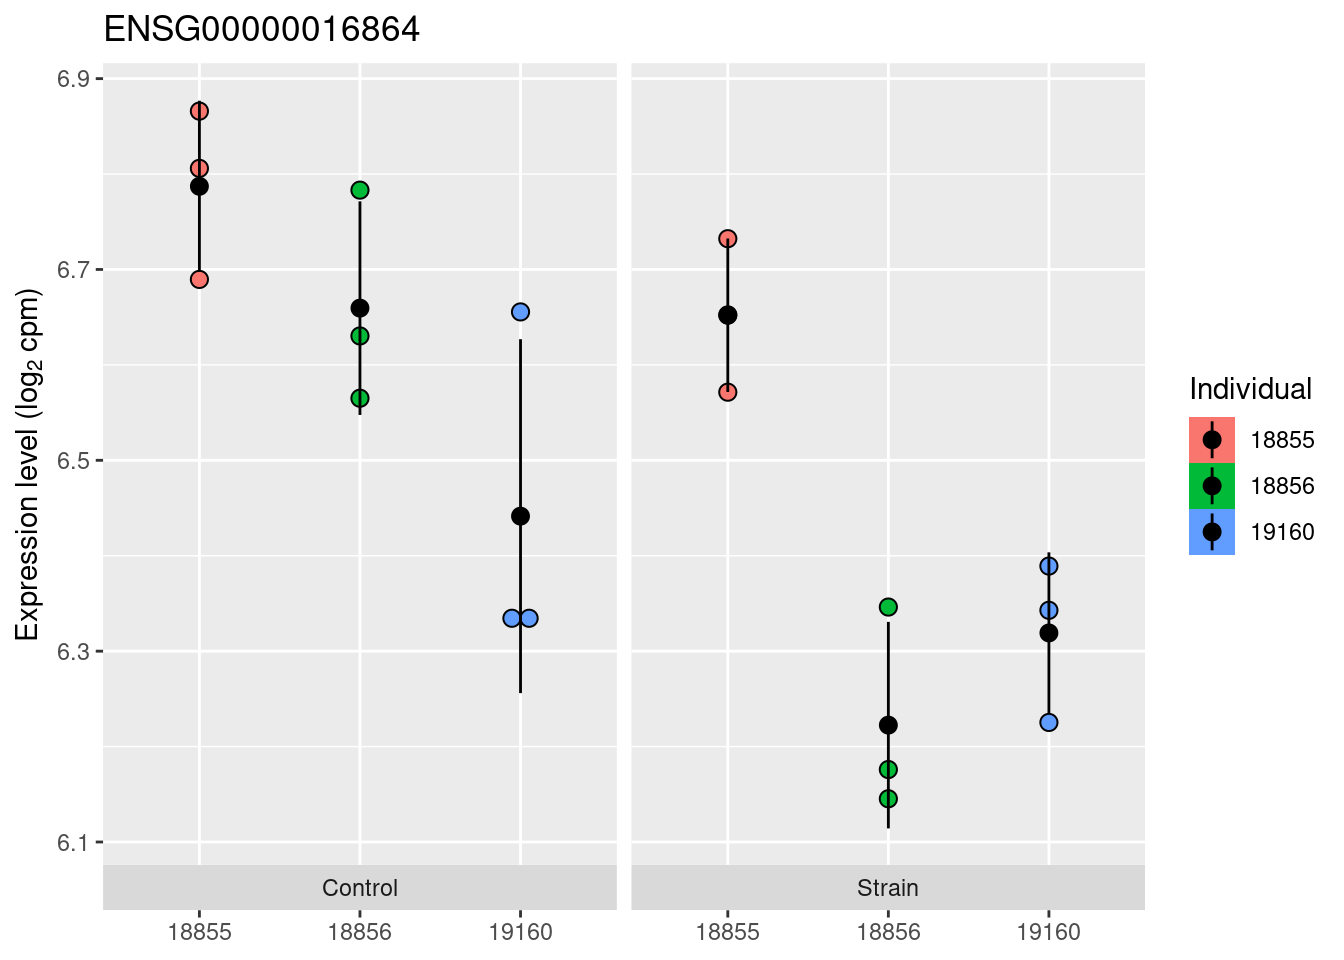 ENSG00000016864
Expression level (log2 cpm)
6.9
6.7
6.5
6.3
6.1
Control
Strain
18855
18856
19160
18855
18856
19160
Individual
18855
18856
19160